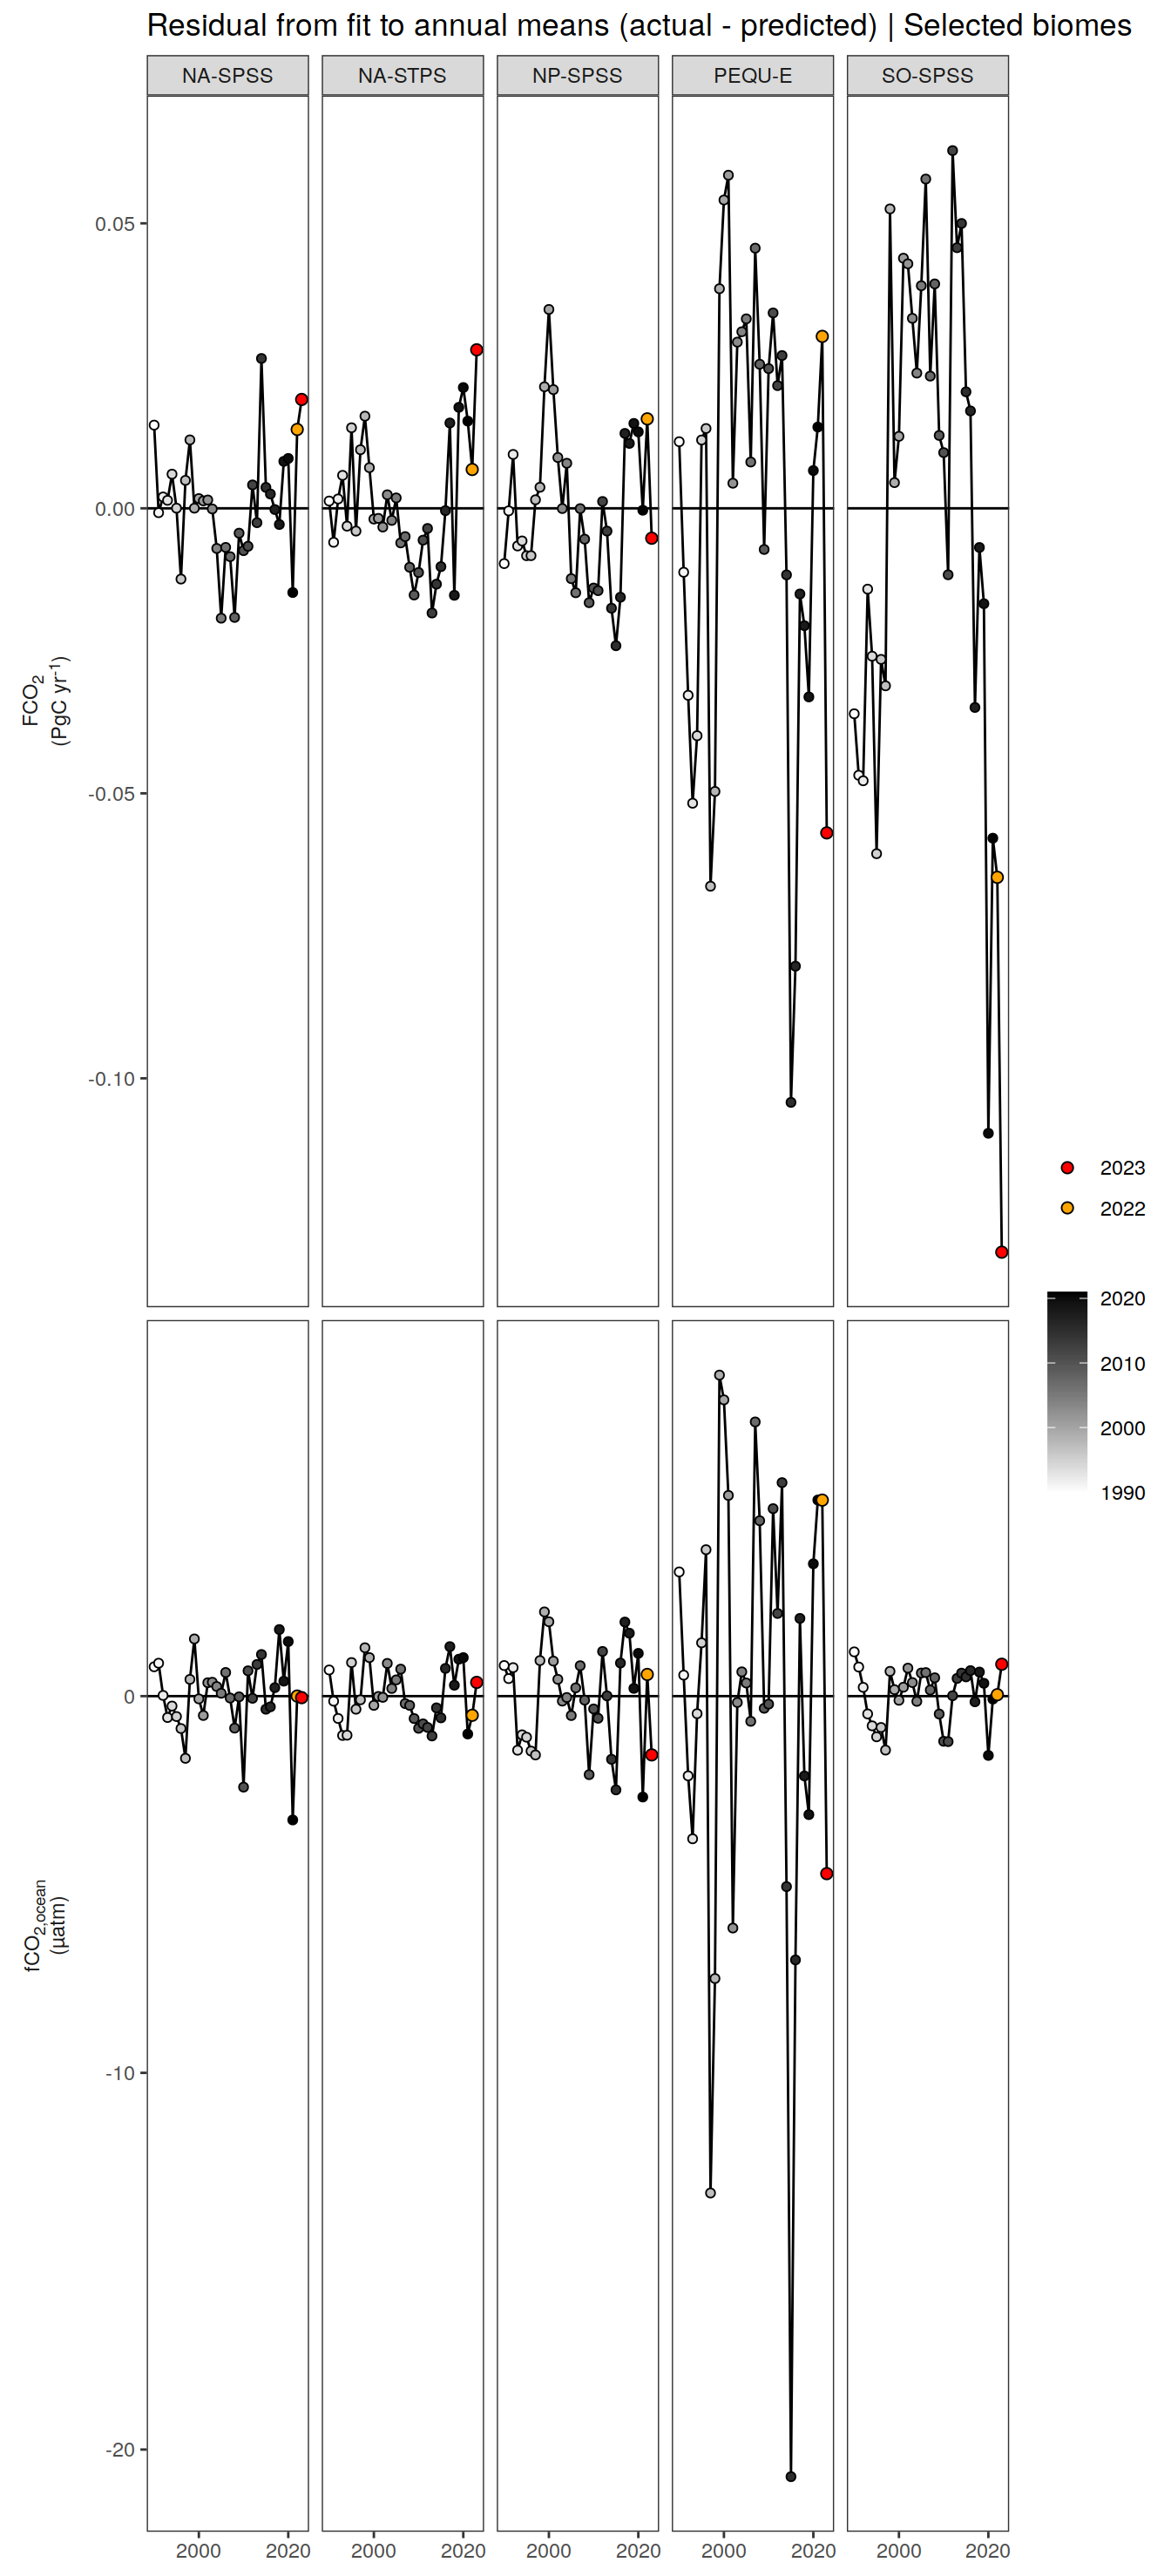 Residual from fit to annual means (actual - predicted) | Selected biomes
NA-SPSS NA-STPS NP-SPSS PEQU-E SO-SPSS
0.05
0.00
-0.05
-0.10
FCO2
(PgC yr-1)
2023
2022
2020
2010
2000
1990
0
-10
-20
fCO2,ocean
(µatm)
2000 2020 2000 2020 2000 2020 2000 2020 2000 2020